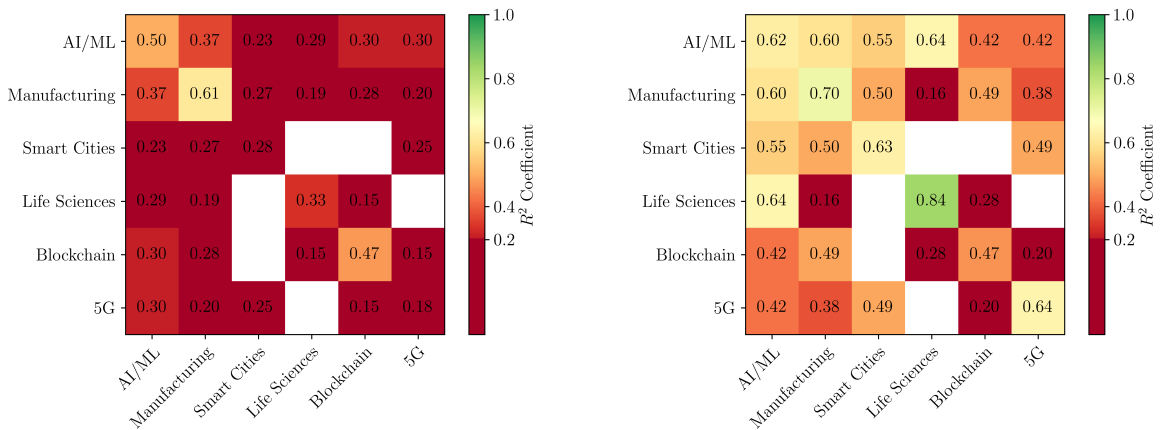 AI/ML 0.50 0.37 0.23 0.29 0.30 0.30
Manufacturing 0.37 0.61 0.27 0.19 0.28 0.20
Smart Cities 0.23 0.27 0.28 0.25
Life Sciences 0.29 0.19 0.33 0.15
Blockchain 0.30 0.28 0.15 0.47 0.15
5G 0.30 0.20 0.25 0.15 0.18
AI/ML
Manufacturing
Smart Cities
Life Sciences
Blockchain
5G
1.0
0.8
0.6
0.4
0.2
R² Coefficient
AI/ML 0.62 0.60 0.55 0.64 0.42 0.42
Manufacturing 0.60 0.70 0.50 0.16 0.49 0.38
Smart Cities 0.55 0.50 0.63 0.49
Life Sciences 0.64 0.16 0.84 0.28
Blockchain 0.42 0.49 0.28 0.47 0.20
5G 0.42 0.38 0.49 0.20 0.64
AI/ML
Manufacturing
Smart Cities
Life Sciences
Blockchain
5G
1.0
0.8
0.6
0.4
0.2
R² Coefficient